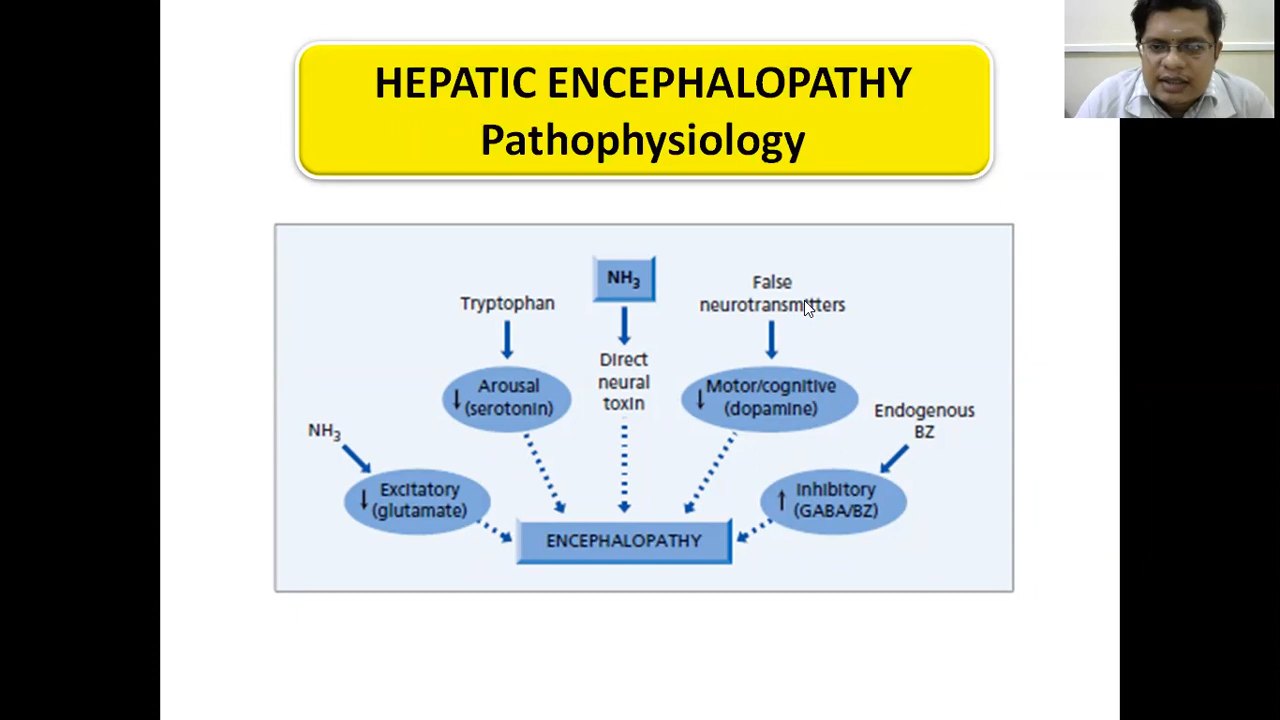 HEPATIC ENCEPHALOPATHY
Pathophysiology
NH₃
False
neurotransmitters
Tryptophan
Direct
neural
toxin
↓ Arousal
(serotonin)
↓ Motor/cognitive
(dopamine)
Endogenous
BZ
NH₃
↓ Excitatory
(glutamate)
↑ Inhibitory
(GABA/BZ)
ENCEPHALOPATHY